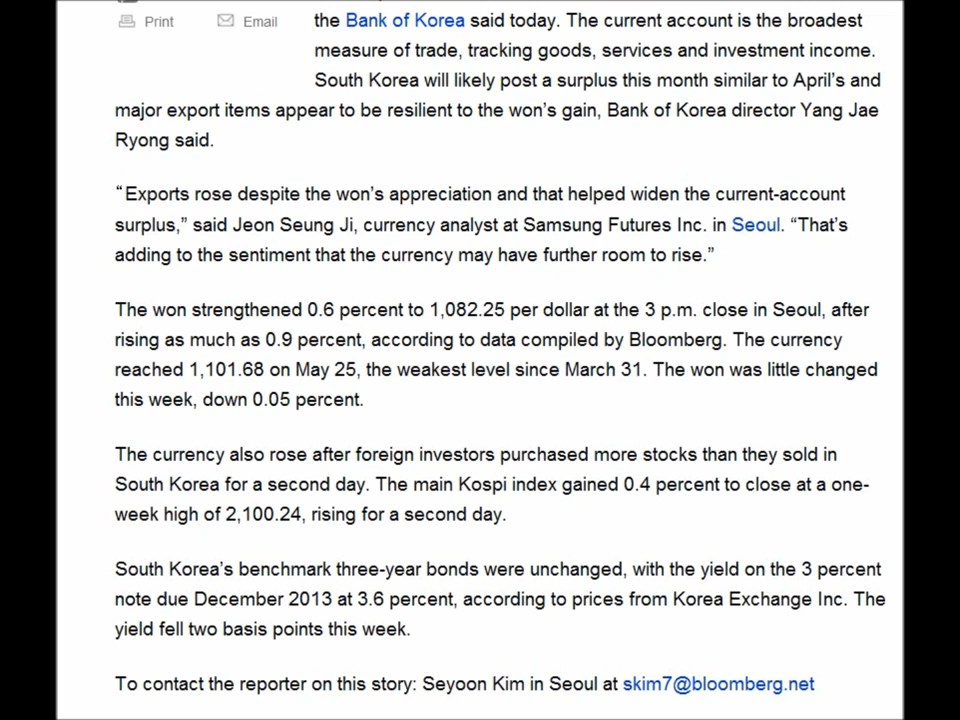 the Bank of Korea said today. The current account is the broadest
Print
Email
measure of trade, tracking goods, services and investment income.
South Korea will likely post a surplus this month similar to April’s and
major export items appear to be resilient to the won’s gain, Bank of Korea director Yang Jae
Ryong said.
“Exports rose despite the won’s appreciation and that helped widen the current-account
surplus,” said Jeon Seung Ji, currency analyst at Samsung Futures Inc. in Seoul. “That’s
adding to the sentiment that the currency may have further room to rise.”
The won strengthened 0.6 percent to 1,082.25 per dollar at the 3 p.m. close in Seoul, after
rising as much as 0.9 percent, according to data compiled by Bloomberg. The currency
reached 1,101.68 on May 25, the weakest level since March 31. The won was little changed
this week, down 0.05 percent.
The currency also rose after foreign investors purchased more stocks than they sold in
South Korea for a second day. The main Kospi index gained 0.4 percent to close at a one-
week high of 2,100.24, rising for a second day.
South Korea’s benchmark three-year bonds were unchanged, with the yield on the 3 percent
note due December 2013 at 3.6 percent, according to prices from Korea Exchange Inc. The
yield fell two basis points this week.
To contact the reporter on this story: Seyoon Kim in Seoul at skim7@bloomberg.net